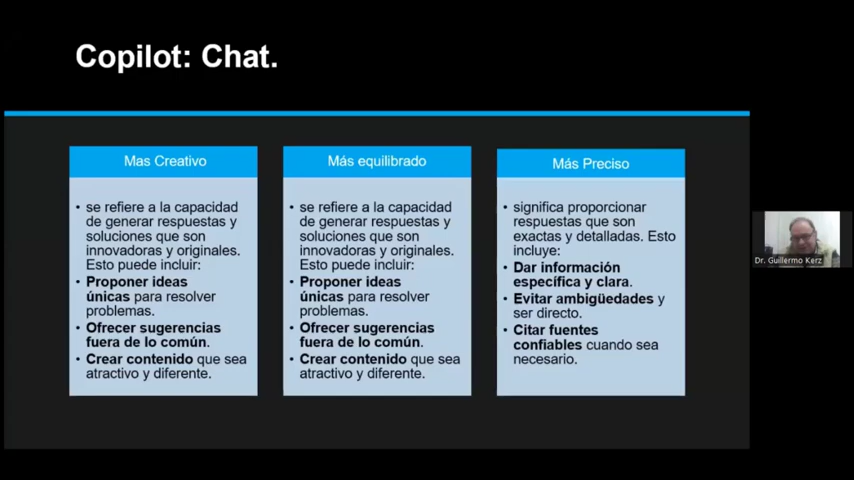 Copilot: Chat.
Mas Creativo
• se refiere a la capacidad
de generar respuestas y
soluciones que son
innovadoras y originales.
Esto puede incluir:
• Proponer ideas
únicas para resolver
problemas.
• Ofrecer sugerencias
fuera de lo común.
• Crear contenido que sea
atractivo y diferente.
Más equilibrado
• se refiere a la capacidad
de generar respuestas y
soluciones que son
innovadoras y originales.
Esto puede incluir:
• Proponer ideas
únicas para resolver
problemas.
• Ofrecer sugerencias
fuera de lo común.
• Crear contenido que sea
atractivo y diferente.
Más Preciso
• significa proporcionar
respuestas que son
exactas y detalladas. Esto
incluye:
• Dar información
específica y clara.
• Evitar ambigüedades y
ser directo.
• Citar fuentes
confiables cuando sea
necesario.
Dr. Guillermo Kerz